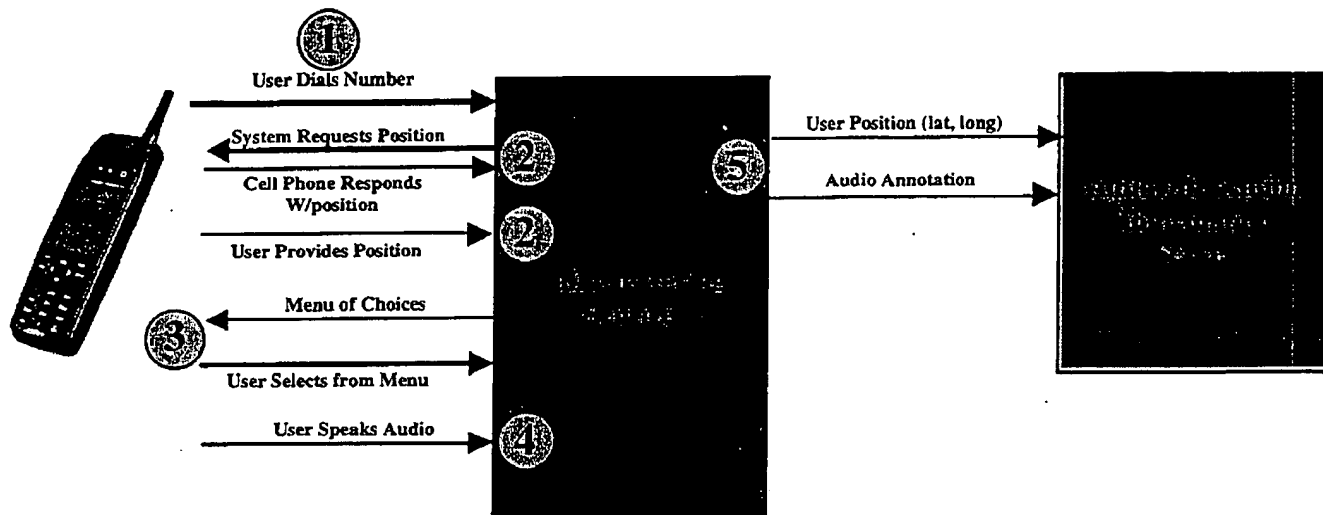 1
User Dials Number
System Requests Position
2
Cell Phone Responds
W/position
2
User Provides Position
Menu of Choices
3
User Selects from Menu
User Speaks Audio
4
5
User Position (lat, long)
Audio Annotation